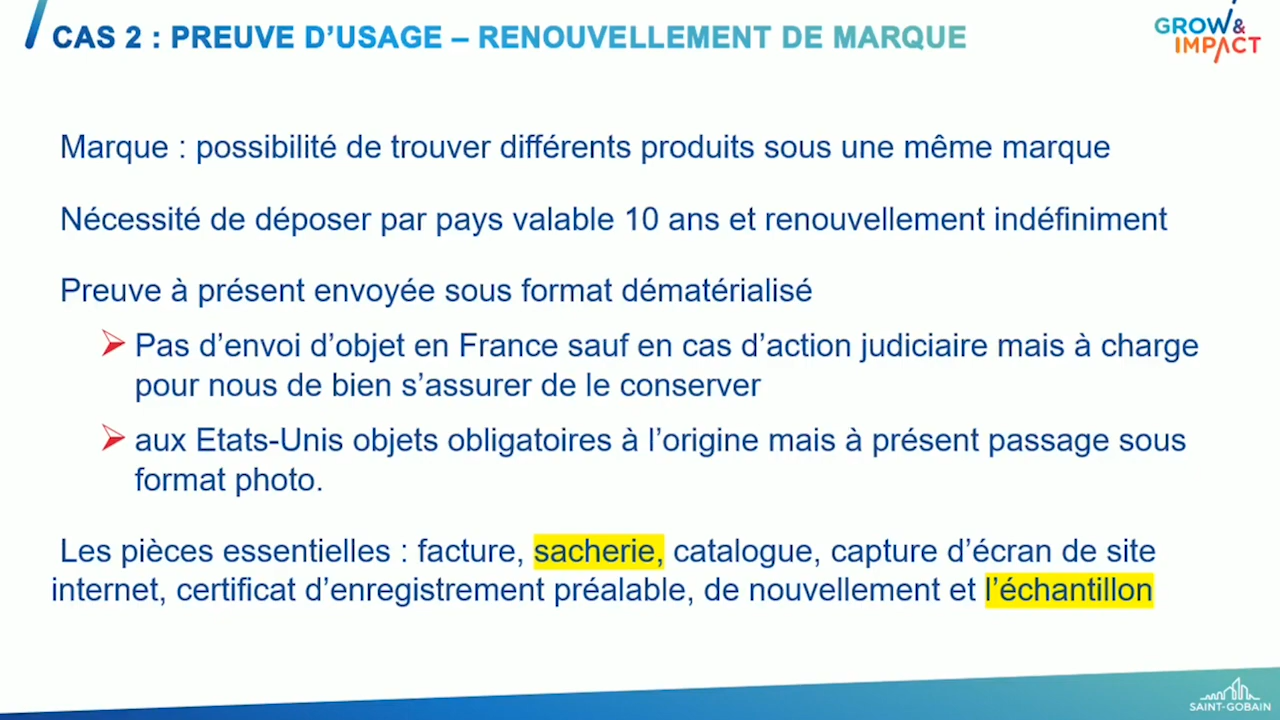 CAS 2 : PREUVE D’USAGE – RENOUVELLEMENT DE MARQUE
GROW &
IMPACT
Marque : possibilité de trouver différents produits sous une même marque
Nécessité de déposer par pays valable 10 ans et renouvellement indéfiniment
Preuve à présent envoyée sous format dématérialisé
Pas d’envoi d’objet en France sauf en cas d’action judiciaire mais à charge
pour nous de bien s’assurer de le conserver
aux Etats-Unis objets obligatoires à l’origine mais à présent passage sous
format photo.
Les pièces essentielles : facture, sacherie, catalogue, capture d’écran de site
internet, certificat d’enregistrement préalable, de nouvellement et l’échantillon
SAINT-GOBAIN